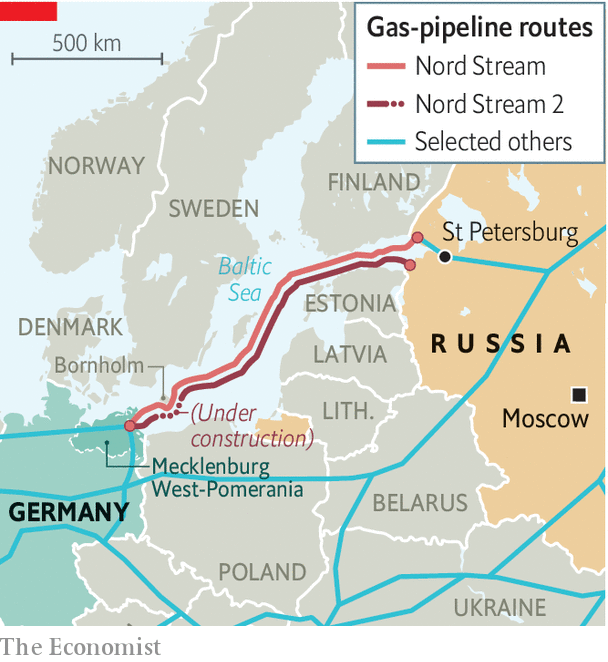 500 km
Gas-pipeline routes
Nord Stream
Nord Stream 2
Selected others
NORWAY
SWEDEN
FINLAND
St Petersburg
Baltic
Sea
ESTONIA
DENMARK
RUSSIA
LATVIA
Bornholm
Moscow
LITH.
(Under
construction)
Mecklenburg
West-Pomerania
GERMANY
BELARUS
POLAND
UKRAINE
The Economist